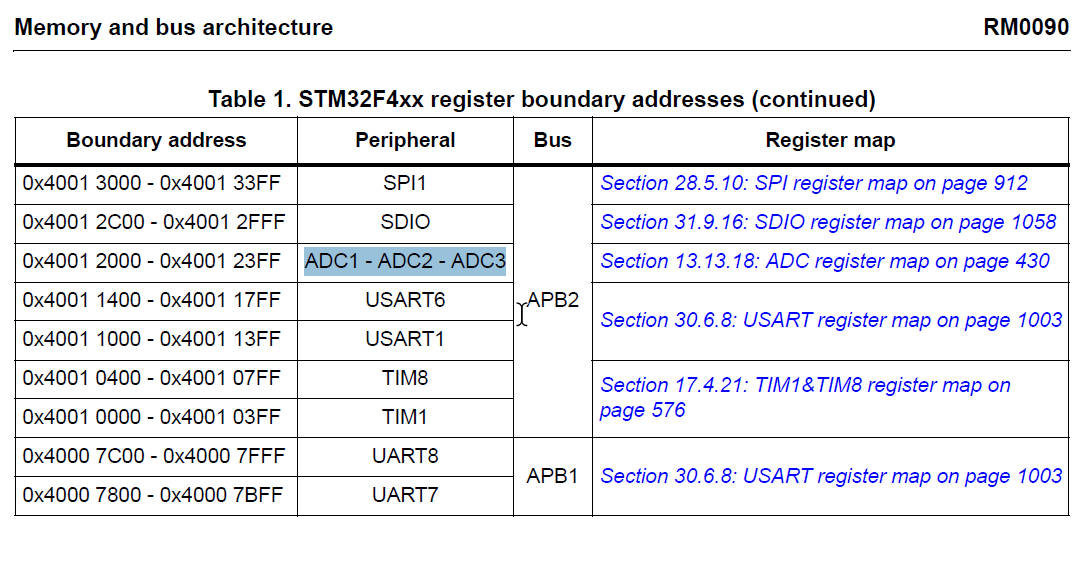 Memory and bus architecture RM0090
Table 1. STM32F4xx register boundary addresses (continued)
Boundary address Peripheral Bus Register map
0x4001 3000 - 0x4001 33FF SPI1 Section 28.5.10: SPI register map on page 912
0x4001 2C00 - 0x4001 2FFF SDIO Section 31.9.16: SDIO register map on page 1058
0x4001 2000 - 0x4001 23FF ADC1 - ADC2 - ADC3 Section 13.13.18: ADC register map on page 430
0x4001 1400 - 0x4001 17FF USART6 APB2
Section 30.6.8: USART register map on page 1003
0x4001 1000 - 0x4001 13FF USART1
0x4001 0400 - 0x4001 07FF TIM8 Section 17.4.21: TIM1&TIM8 register map on
page 576
0x4001 0000 - 0x4001 03FF TIM1
0x4000 7C00 - 0x4000 7FFF UART8
APB1 Section 30.6.8: USART register map on page 1003
0x4000 7800 - 0x4000 7BFF UART7